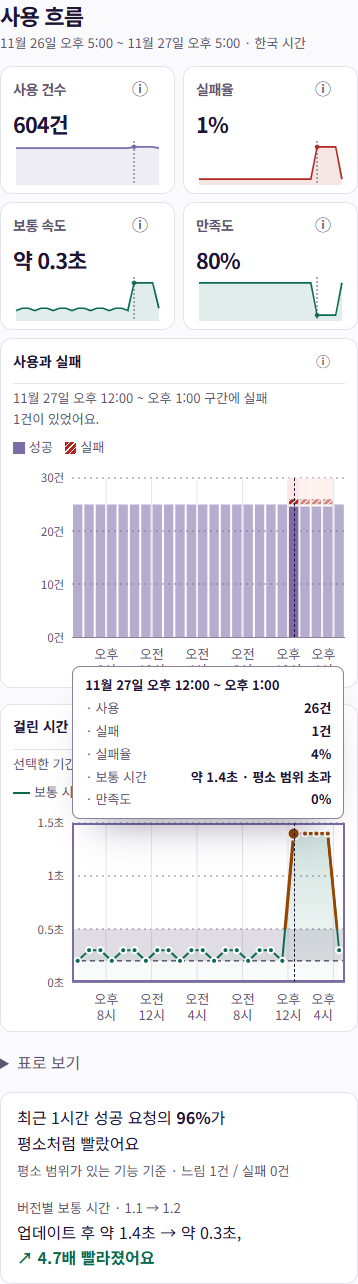 사용 흐름
11월 26일 오후 5:00 ~ 11월 27일 오후 5:00 · 한국 시간
사용 건수 ⓘ
604건
실패율 ⓘ
1%
보통 속도 ⓘ
약 0.3초
만족도 ⓘ
80%
사용과 실패 ⓘ
11월 27일 오후 12:00 ~ 오후 1:00 구간에 실패
1건이 있었어요.
성공 실패
30건
20건
10건
0건
오후 오전 오전 오전 오후 오후
11월 27일 오후 12:00 ~ 오후 1:00
· 사용 26건
· 실패 1건
· 실패율 4%
· 보통 시간 약 1.4초 · 평소 범위 초과
· 만족도 0%
걸린 시간
선택한 기간
보통 시
1.5초
1초
0.5초
0초
오후 오전 오전 오전 오후 오후
8시 12시 4시 8시 12시 4시
▶ 표로 보기
최근 1시간 성공 요청의 96%가
평소처럼 빨랐어요
평소 범위가 있는 기능 기준 · 느림 1건 / 실패 0건
버전별 보통 시간 · 1.1 → 1.2
업데이트 후 약 1.4초 → 약 0.3초,
↗ 4.7배 빨라졌어요